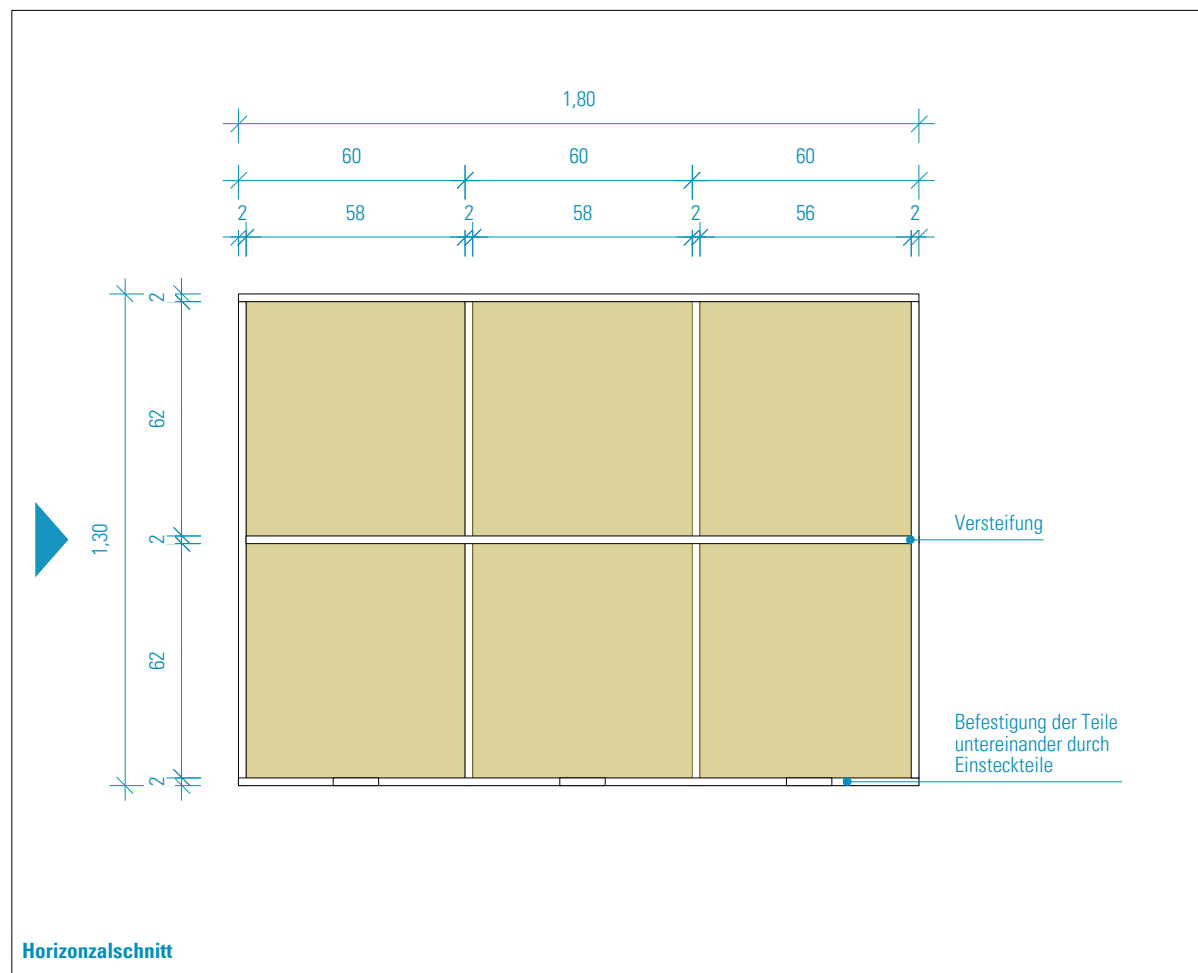 1,80
60 60 60
2 58 2 58 2 56 2
2
62
1,30
2
62
2
Versteifung
Befestigung der Teile
untereinander durch
Einsteckteile
Horizonzalschnitt